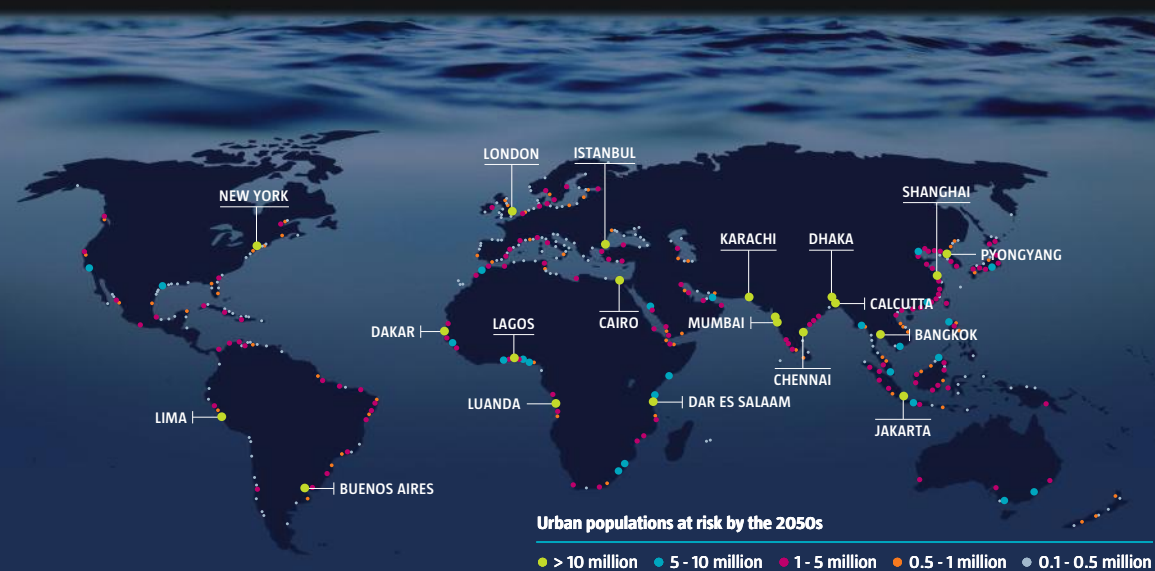 LONDON
ISTANBUL
NEW YORK
SHANGHAI
KARACHI
DHAKA
PYONGYANG
CALCUTTA
DAKAR
LAGOS
CAIRO
MUMBAI
BANGKOK
CHENNAI
LUANDA
DAR ES SALAAM
LIMA
JAKARTA
BUENOS AIRES
Urban populations at risk by the 2050s
> 10 million
5 - 10 million
1 - 5 million
0.5 - 1 million
0.1 - 0.5 million